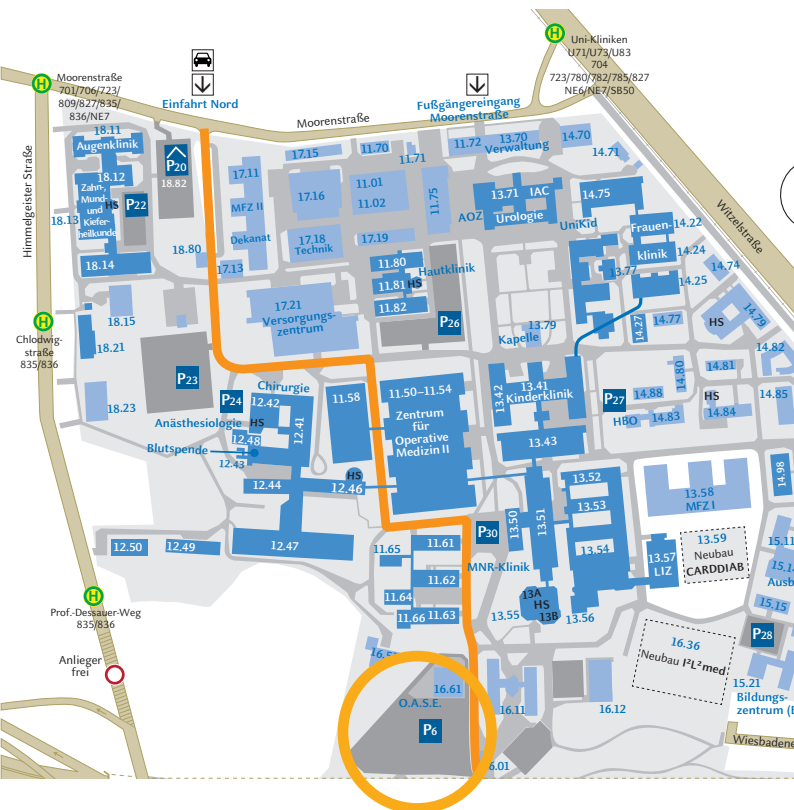 Uni-Kliniken
U71/U73/U83
704
723/780/782/785/827
NE6/NE7/SB50
H
H
Moorenstraße
701/706/723/
809/827/835/
836/NE7
Einfahrt Nord
Moorenstraße
Fußgängereingang
Moorenstraße
Himmelgeister Straße
Witzelstraße
18.11
Augenklinik
18.12
Zahn-,
Mund-
und
Kiefer-
heilkunde
HS
P22
18.13
18.14
P20
18.82
18.80
17.11
MFZ II
Dekanat
17.13
17.15
17.16
17.18
Technik
17.19
11.70
11.71
11.01
11.02
11.75
11.72
13.70
Verwaltung
14.70
14.71
AOZ
13.71
IAC
Urologie
14.75
UniKid
Frauen-
klinik
14.22
14.24
14.25
14.74
13.77
14.27
14.77
HS
14.79
11.80
11.81
HS
11.82
Hautklinik
P26
17.21
Versorgungs-
zentrum
Kapelle
13.79
18.15
18.21
18.23
H
Chlodwig-
straße
835/836
P23
P24
Chirurgie
12.42
12.41
HS
Anästhesiologie
12.48
Blutspende
12.43
12.44
12.46
HS
11.58
11.50–11.54
Zentrum
für
Operative
Medizin II
13.42
13.41
Kinderklinik
13.43
P27
HBO
14.88
14.83
14.80
14.81
HS
14.84
14.82
14.85
14.98
12.50
12.49
12.47
11.65
11.61
11.62
11.64
11.66
11.63
P30
13.50
13.51
13.52
13.53
13.54
MNR-Klinik
13A
HS
13B
13.55
13.56
13.57
LIZ
13.58
MFZ I
13.59
Neubau
CARDDIAB
15.15
P28
16.36
Neubau I²L²med
15.21
Bildungs-
H
Prof.-Dessauer-Weg
835/836
Anlieger
frei
16.61
O.A.S.E.
P6
16.11
16.12